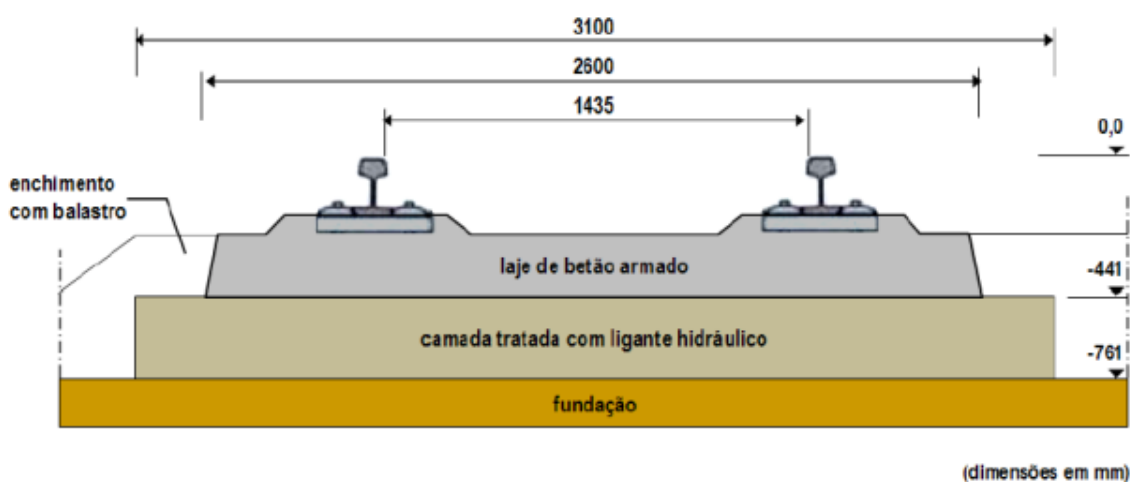 3100
2600
1435
0,0
enchimento
com balastro
laje de betão armado
-441
camada tratada com ligante hidráulico
-761
fundação
(dimensões em mm)